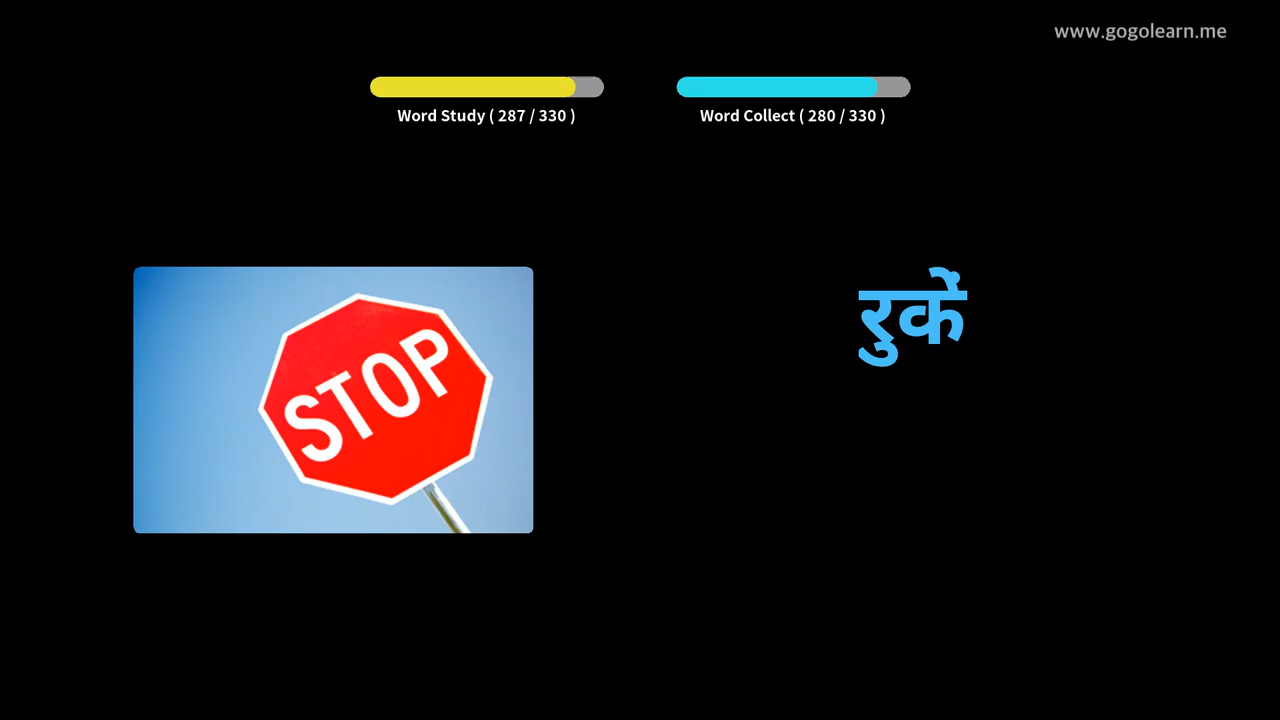 www.gogolearn.me
Word Study ( 287 / 330 )
Word Collect ( 280 / 330 )
STOP
रुकें